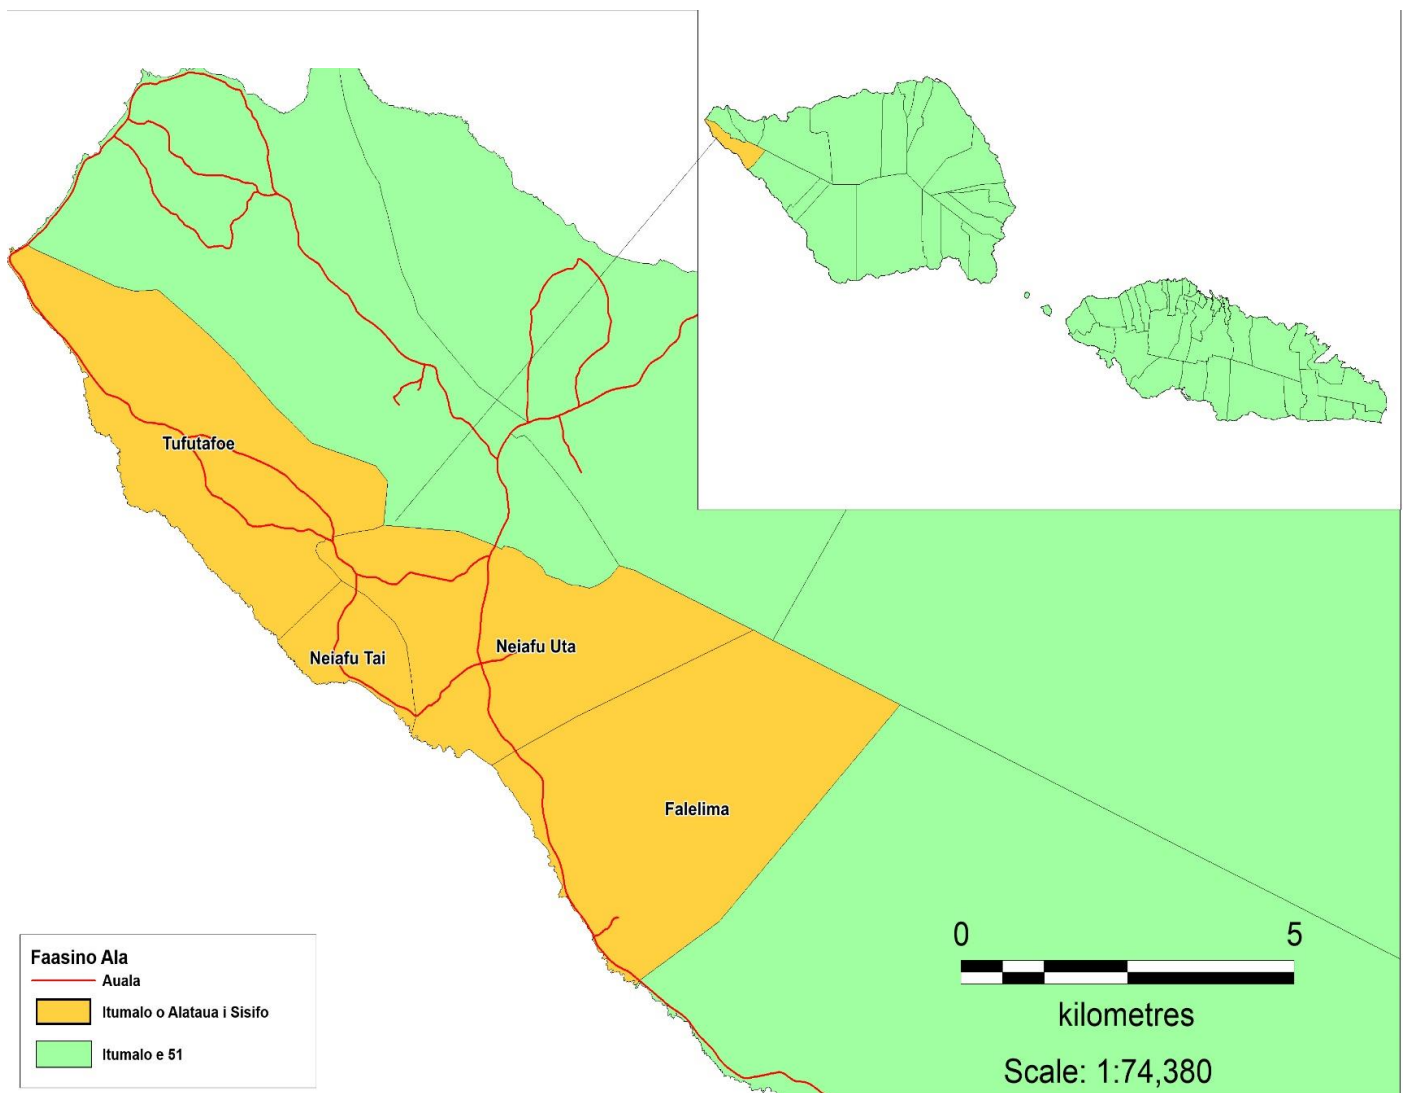 Tufutafoe
Neiafu Uta
Neiafu Tai
Falelima
Faasino Ala
Auala
Itumalo o Alataua i Sisifo
Itumalo e 51
0 5
kilometres
Scale: 1:74,380